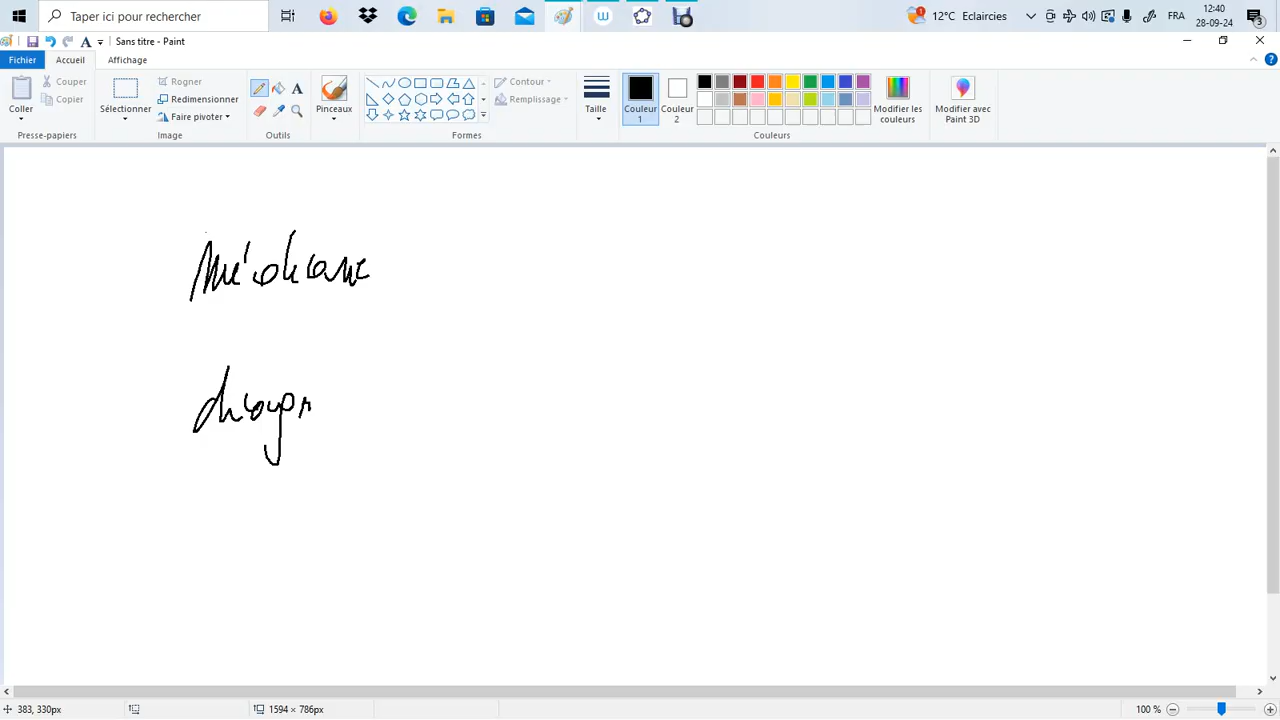 Taper ici pour rechercher
12°C Eclaircies
FRA
12:40
28-09-24
3
Sans titre - Paint
Fichier Accueil Affichage
Coller
Couper
Copier
Presse-papiers
Sélectionner
Rogner
Redimensionner
Faire pivoter
Image
A
Outils
Pinceaux
Contour
Remplissage
Formes
Taille
Couleur 1
Couleur 2
Couleurs
Modifier les couleurs
Modifier avec Paint 3D
médiane
383, 330px
1594 × 786px
100 %